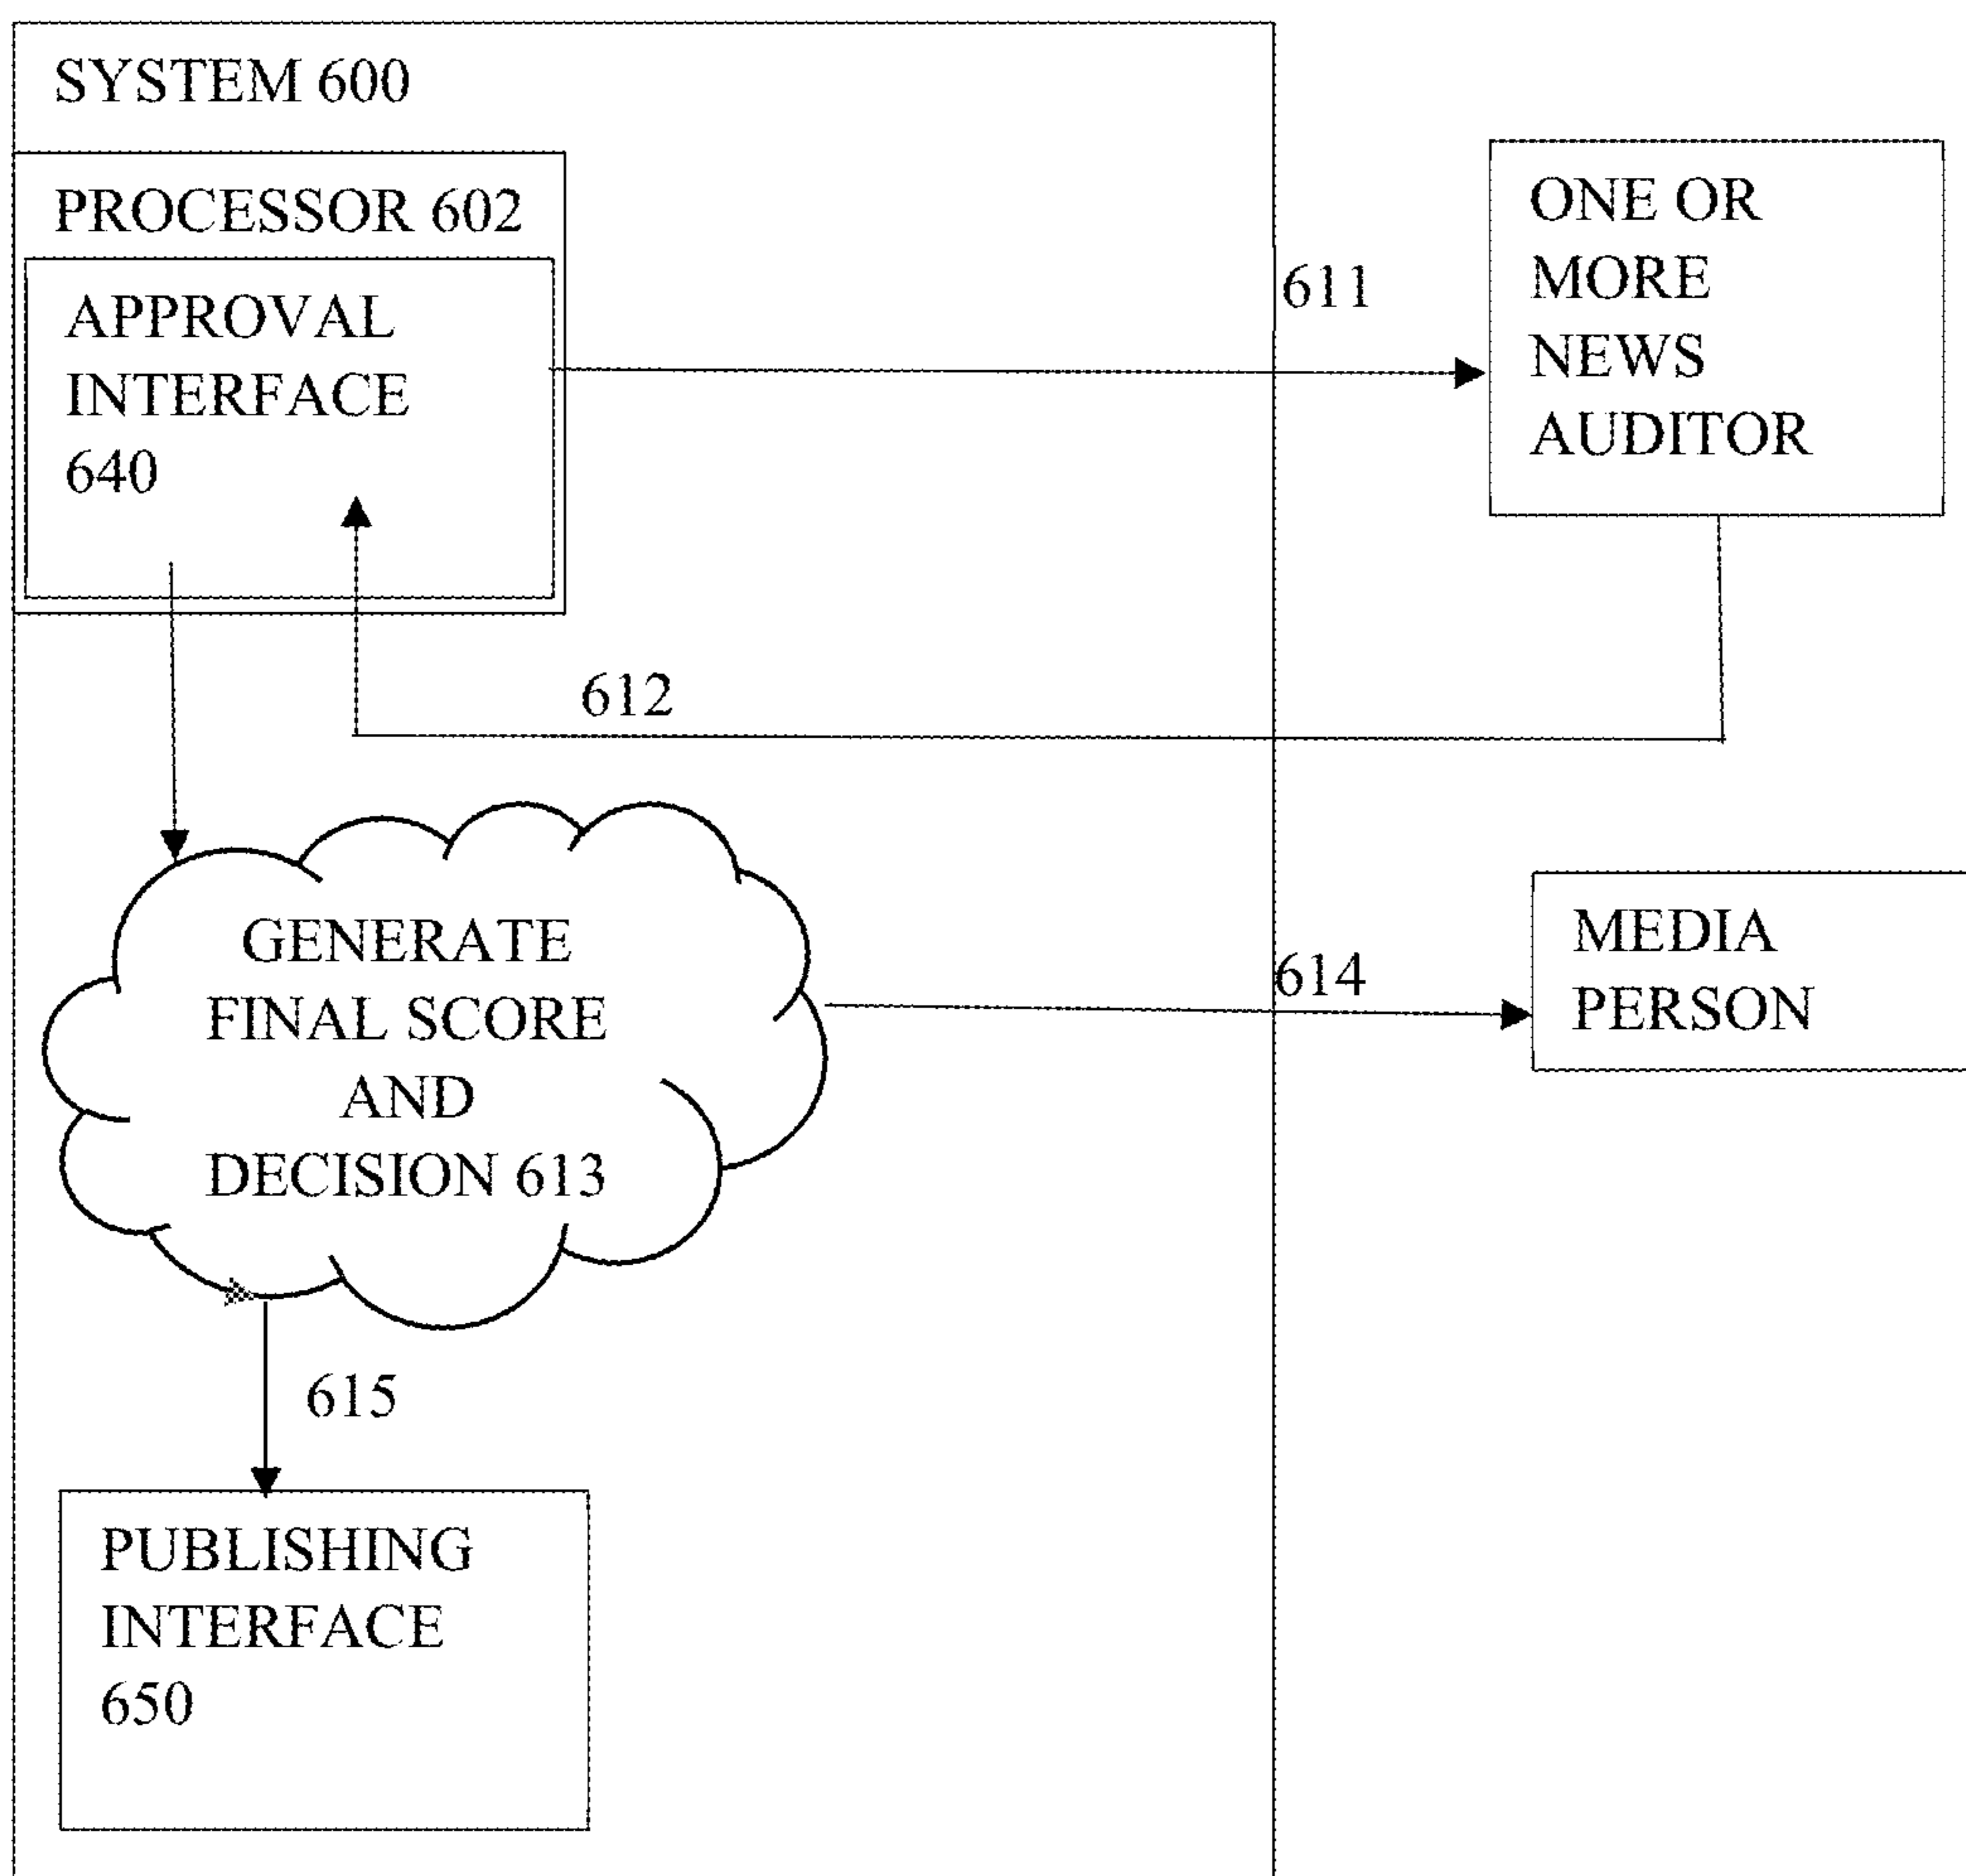 SYSTEM 600
PROCESSOR 602
APPROVAL
INTERFACE
640
611
ONE OR
MORE
NEWS
AUDITOR
612
GENERATE
FINAL SCORE
AND
DECISION 613
614
MEDIA
PERSON
615
PUBLISHING
INTERFACE
650